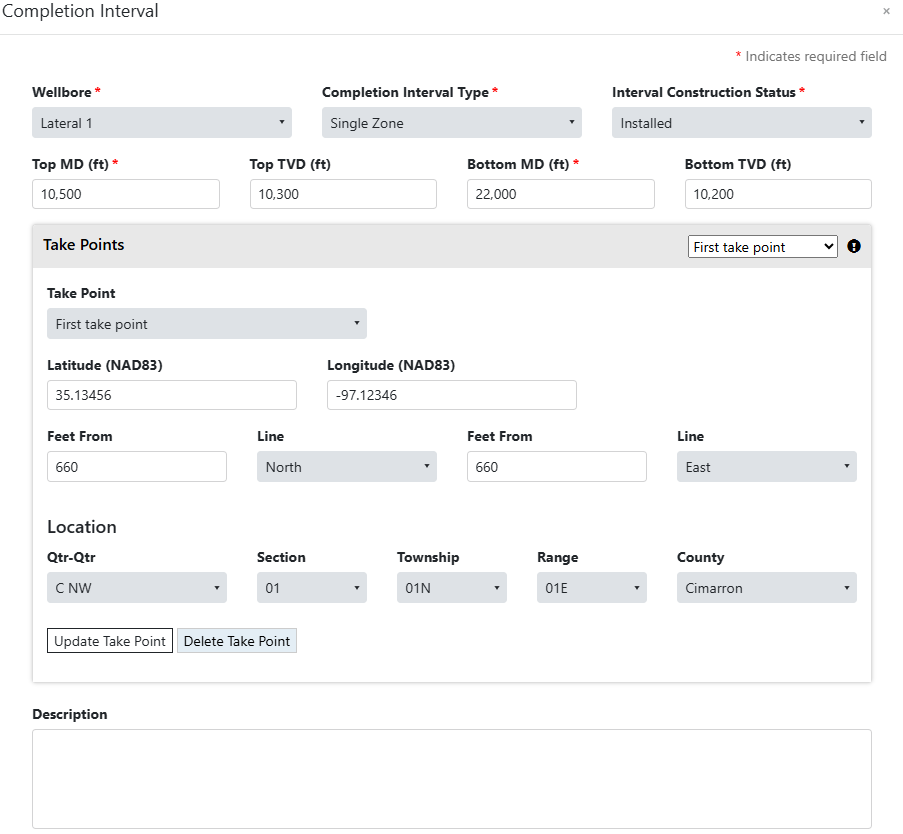 Completion Interval ×
* Indicates required field
Wellbore * Completion Interval Type * Interval Construction Status *
Lateral 1 Single Zone Installed
Top MD (ft) * Top TVD (ft) Bottom MD (ft) * Bottom TVD (ft)
10,500 10,300 22,000 10,200
Take Points First take point
Take Point
First take point
Latitude (NAD83) Longitude (NAD83)
35.13456 -97.12346
Feet From Line Feet From Line
660 North 660 East
Location
Qtr-Qtr Section Township Range County
C NW 01 01N 01E Cimarron
Update Take Point Delete Take Point
Description